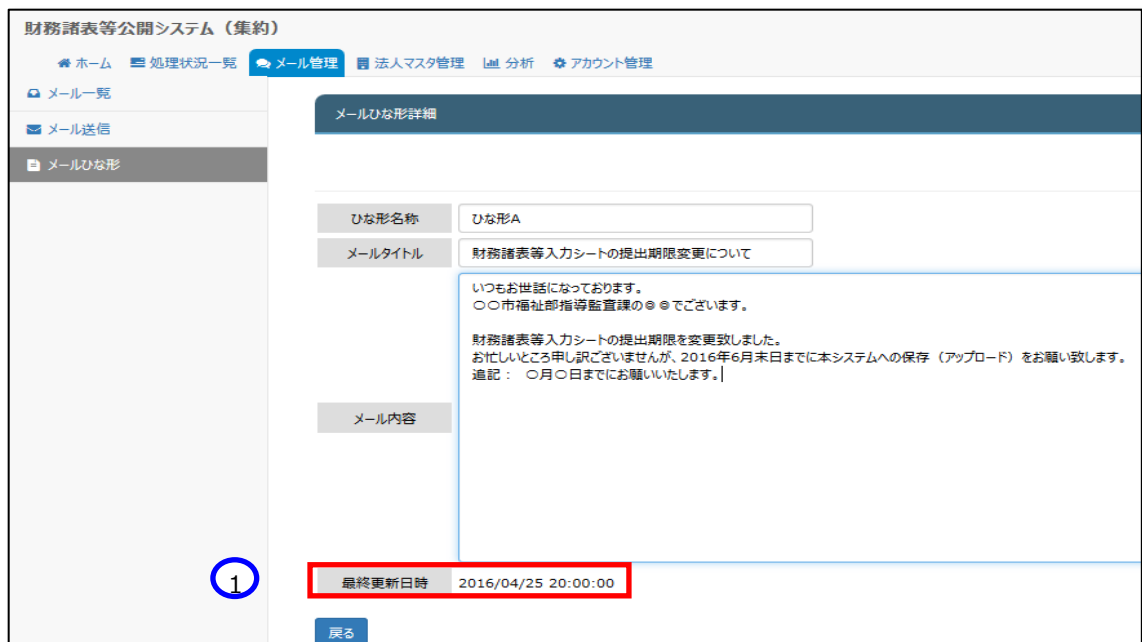 財務諸表等公開システム（集約）
ホーム 処理状況一覧 メール管理 法人マスタ管理 分析 アカウント管理
メール一覧
メール送信
メールひな形
メールひな形詳細
ひな形名称 ひな形A
メールタイトル 財務諸表等入力シートの提出期限変更について
メール内容
いつもお世話になっております。
〇〇市福祉部指導監査課の◎◎でございます。
財務諸表等入力シートの提出期限を変更致しました。
お忙しいところ申し訳ございませんが、2016年6月末日までに本システムへの保存（アップロード）をお願い致します。
追記： 〇月〇日までにお願いいたします。
1
最終更新日時 2016/04/25 20:00:00
戻る